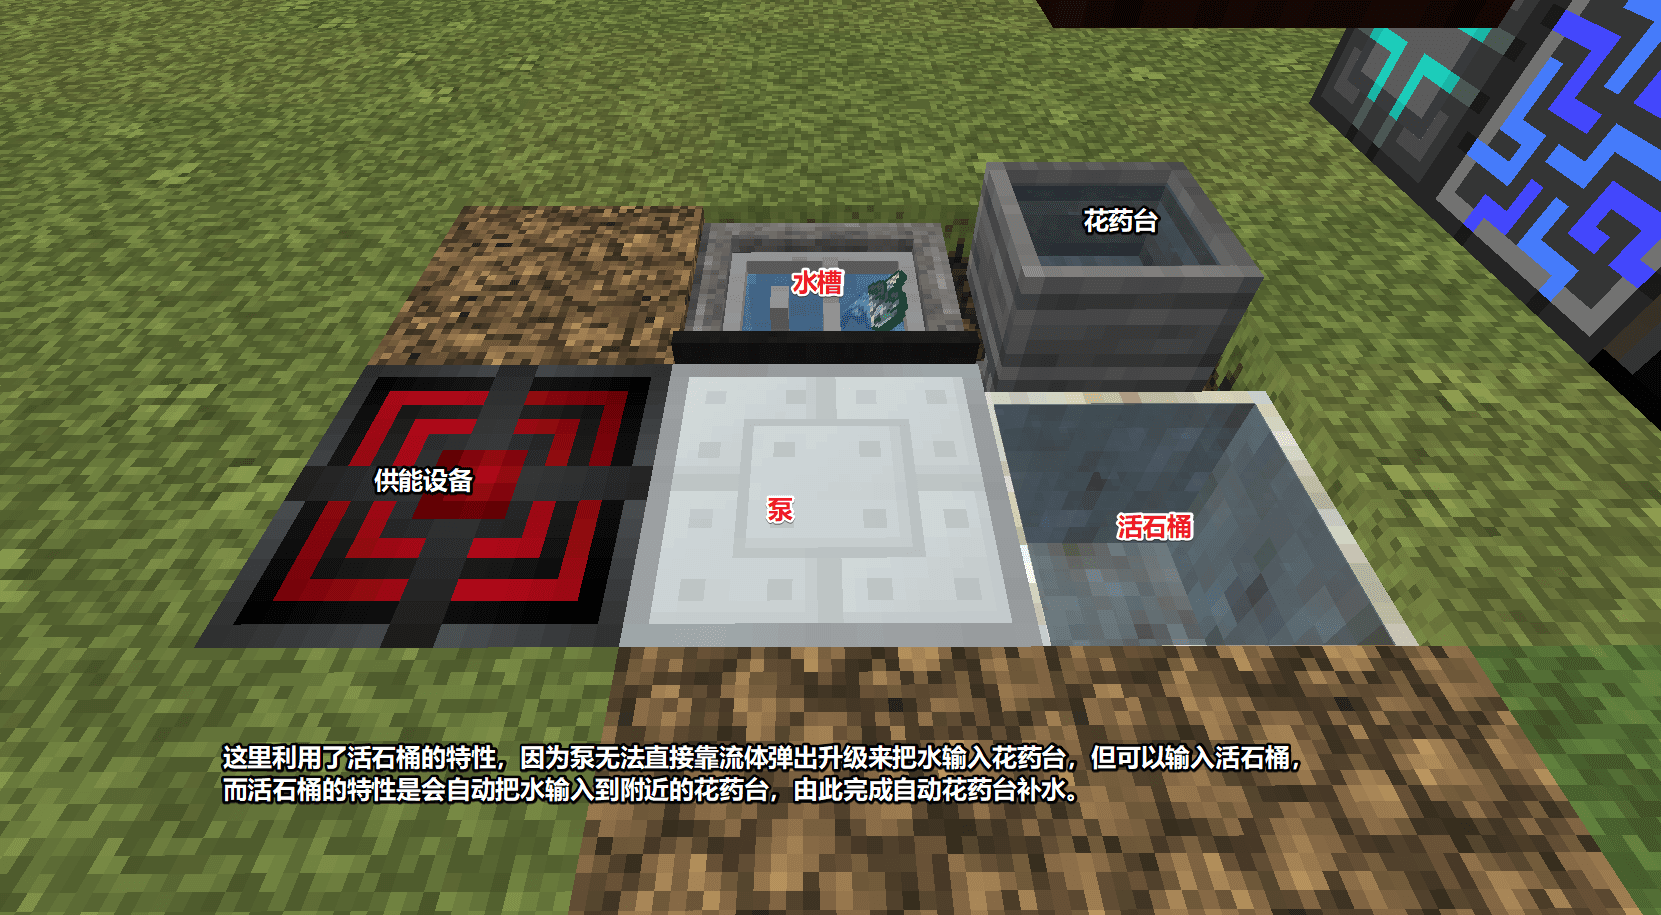 花药台
水槽
供能设备
泵
活石桶
这里利用了活石桶的特性，因为泵无法直接靠流体弹出升级来把水输入花药台，但可以输入活石桶，
而活石桶的特性是会自动把水输入到附近的花药台，由此完成自动花药台补水。